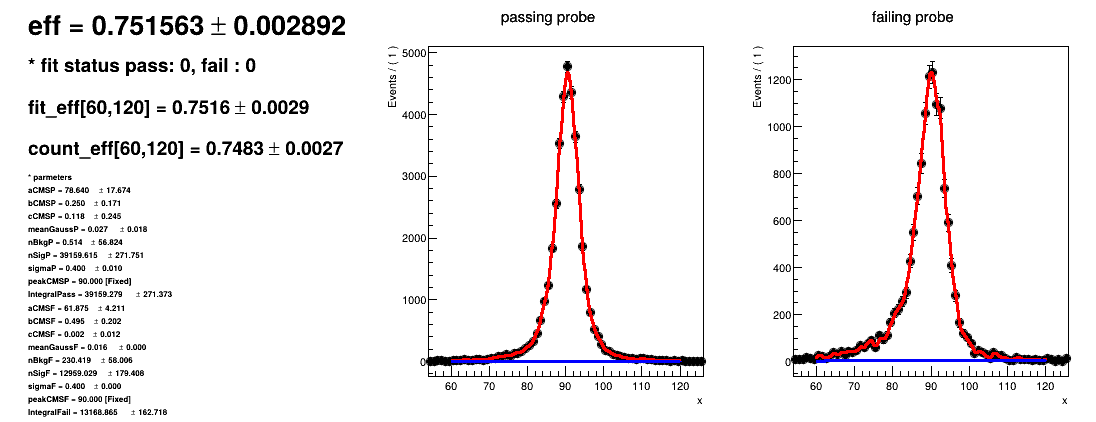 eff = 0.751563 ± 0.002892
* fit status pass: 0, fail : 0
fit_eff[60,120] = 0.7516 ± 0.0029
count_eff[60,120] = 0.7483 ± 0.0027
* parmeters
aCMSP = 78.640 ± 17.674
bCMSP = 0.250 ± 0.171
cCMSP = 0.118 ± 0.245
meanGaussP = 0.027 ± 0.018
nBkgP = 0.514 ± 56.824
nSigP = 39159.615 ± 271.751
sigmaP = 0.400 ± 0.010
peakCMSP = 90.000 [Fixed]
IntegralPass = 39159.279 ± 271.373
aCMSF = 61.875 ± 4.211
bCMSF = 0.495 ± 0.202
cCMSF = 0.002 ± 0.012
meanGaussF = 0.016 ± 0.000
nBkgF = 230.419 ± 58.006
nSigF = 12959.029 ± 179.408
sigmaF = 0.400 ± 0.000
peakCMSF = 90.000 [Fixed]
IntegralFail = 13168.865 ± 162.718
passing probe
Events / ( 1 )
5000
4000
3000
2000
1000
0
60 70 80 90 100 110 120
x
failing probe
Events / ( 1 )
1200
1000
800
600
400
200
0
60 70 80 90 100 110 120
x